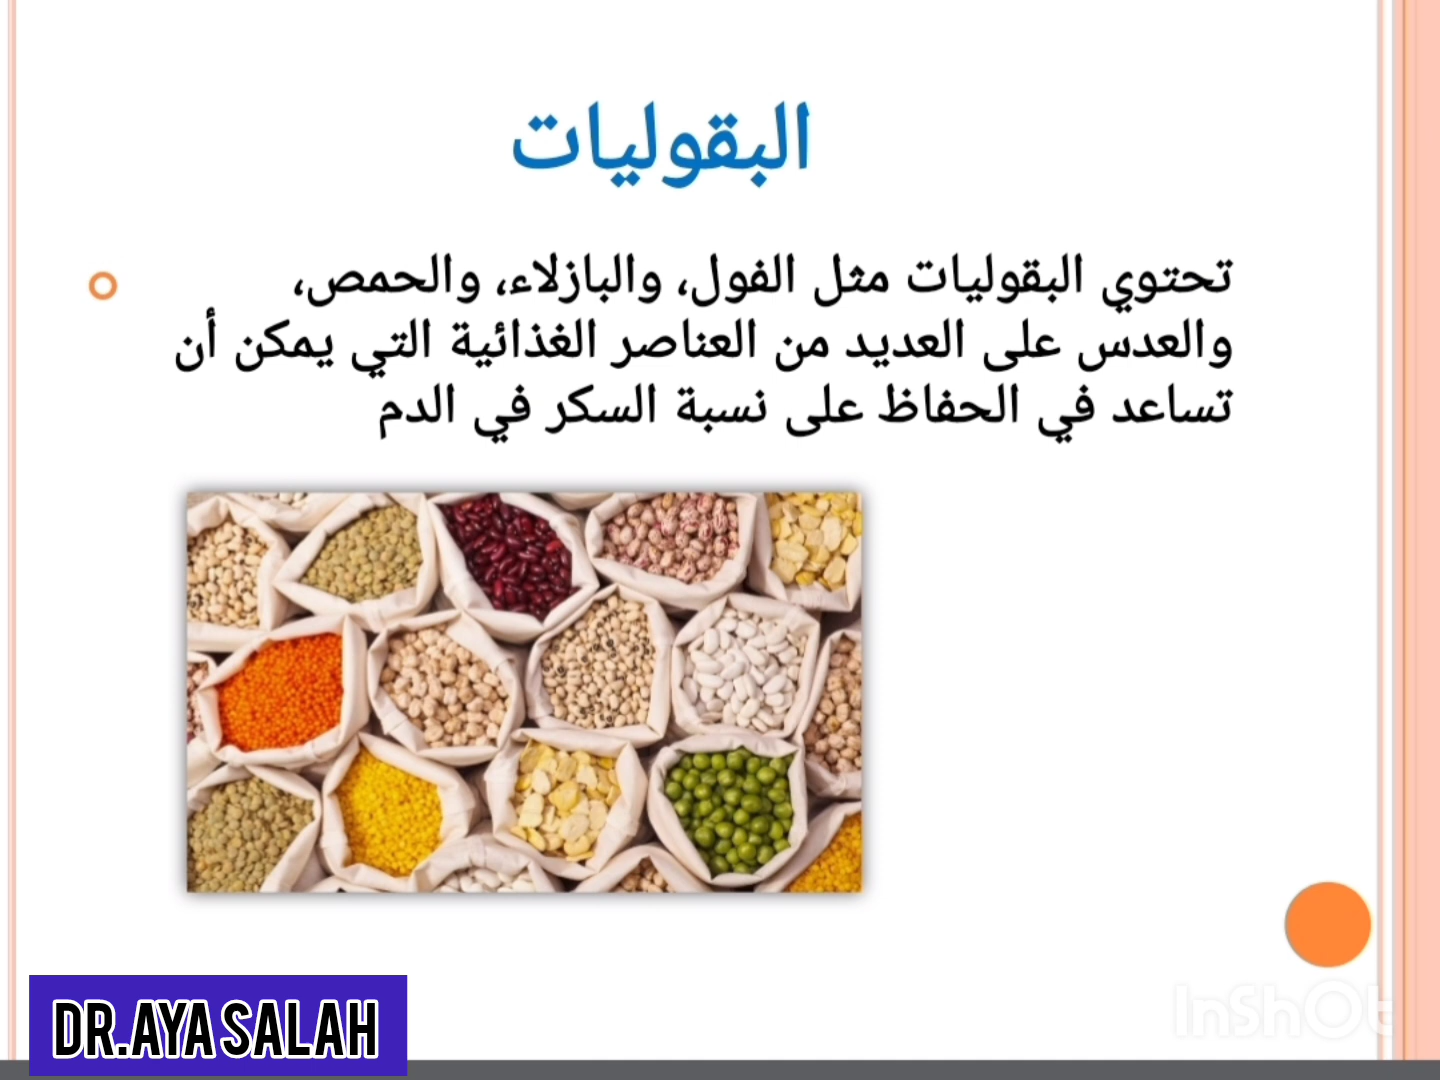 البقوليات
تحتوي البقوليات مثل الفول، والبازلاء، والحمص،
والعدس على العديد من العناصر الغذائية التي يمكن أن
تساعد في الحفاظ على نسبة السكر في الدم
DR.AYA SALAH
InShOt